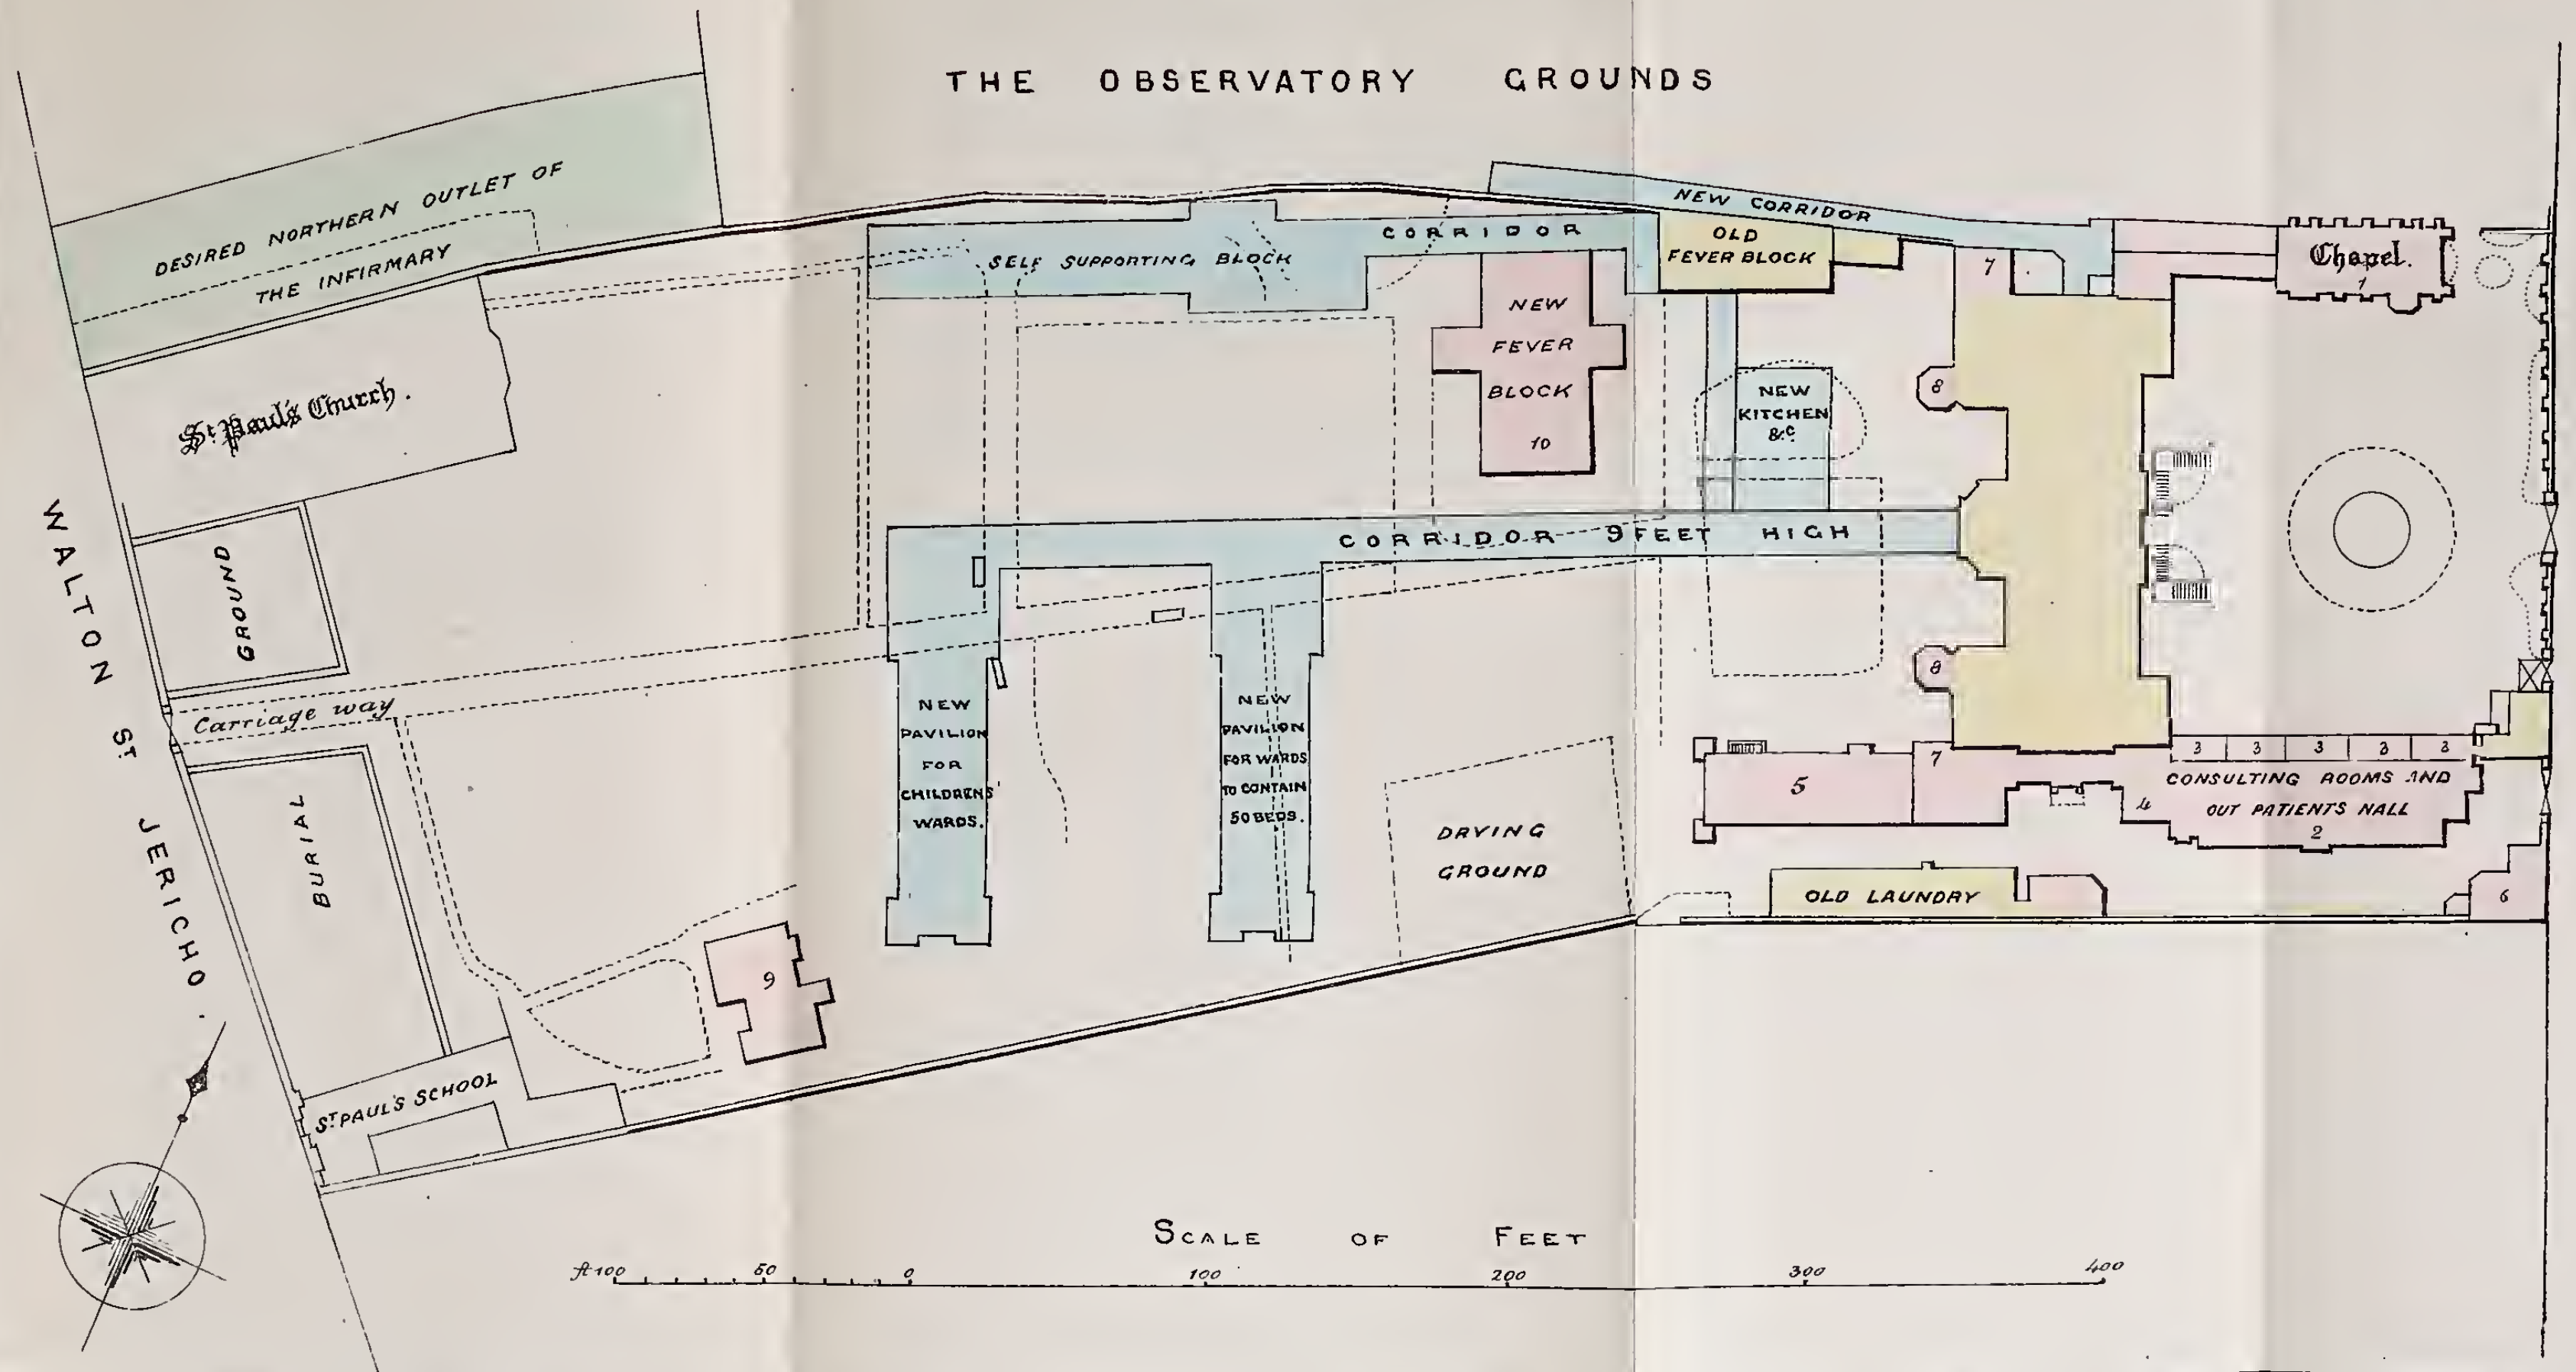 THE OBSERVATORY GROUNDS
DESIRED NORTHERN OUTLET OF
THE INFIRMARY
St. Paul's Church.
GROUND
WALTON ST JERICHO.
Carriage way
BURIAL
ST PAUL'S SCHOOL
9
SELF SUPPORTING BLOCK
CORRIDOR
NEW CORRIDOR
OLD
FEVER BLOCK
NEW
FEVER
BLOCK
10
NEW
KITCHEN
&c.
7
8
Chapel.
1
CORRIDOR 9 FEET HIGH
8
NEW
PAVILION
FOR
CHILDRENS'
WARDS.
NEW
PAVILION
FOR WARDS
TO CONTAIN
50 BEDS.
DRYING
GROUND
5
7
3 3 3 3 3
CONSULTING ROOMS AND
4
OUT PATIENTS HALL
2
OLD LAUNDRY
6
SCALE OF FEET
ft 100 50 0 100 200 300 400